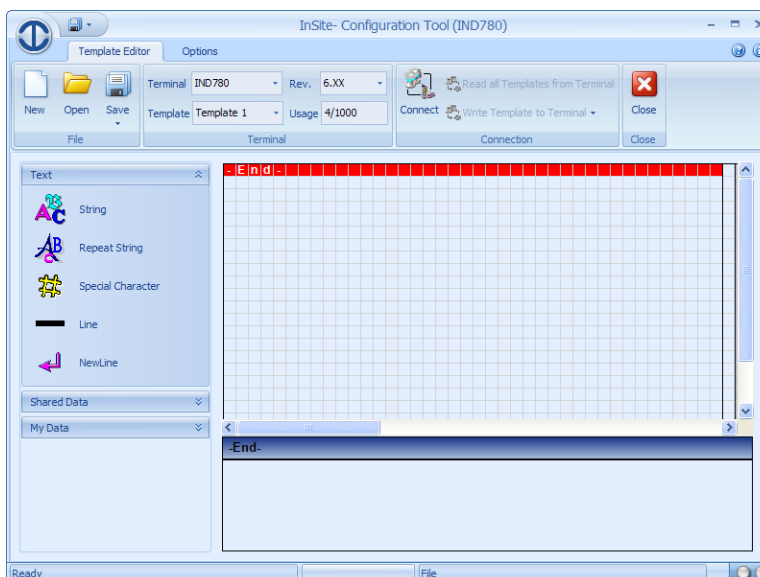 InSite- Configuration Tool (IND780)
Template Editor Options
Terminal IND780 Rev. 6.XX
Read all Templates from Terminal
New Open Save Template Template 1 Usage 4/1000 Connect Write Template to Terminal Close
File Terminal Connection Close
Text
-End-
String
Repeat String
Special Character
Line
NewLine
Shared Data
My Data
-End-
Ready File